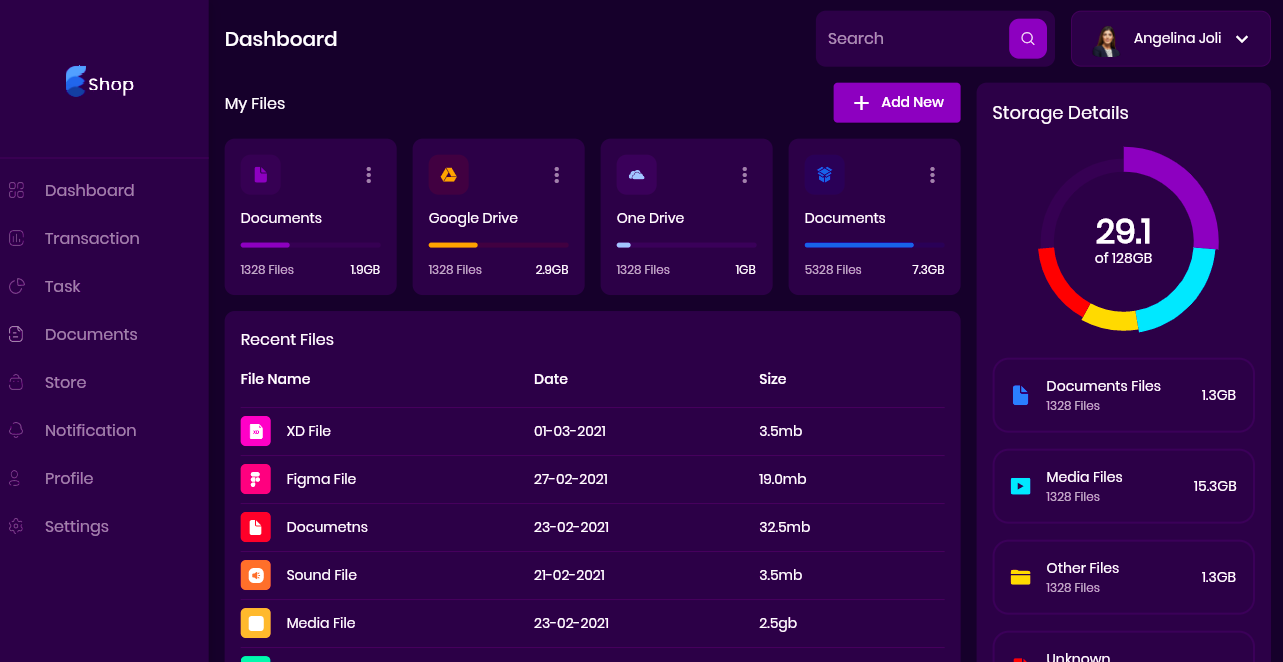 Shop
Dashboard
Transaction
Task
Documents
Store
Notification
Profile
Settings
Dashboard
Search
Angelina Joli
My Files
Add New
Documents
1328 Files 1.9GB
Google Drive
1328 Files 2.9GB
One Drive
1328 Files 1GB
Documents
5328 Files 7.3GB
Recent Files
File Name Date Size
XD File 01-03-2021 3.5mb
Figma File 27-02-2021 19.0mb
Documetns 23-02-2021 32.5mb
Sound File 21-02-2021 3.5mb
Media File 23-02-2021 2.5gb
Storage Details
29.1
of 128GB
Documents Files
1328 Files
1.3GB
Media Files
1328 Files
15.3GB
Other Files
1328 Files
1.3GB
Unknown